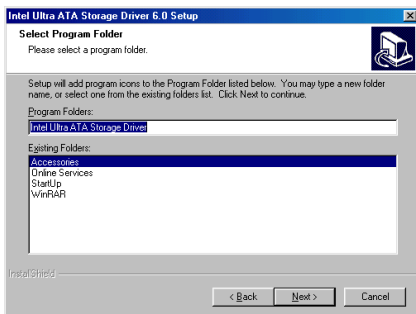 Intel Ultra ATA Storage Driver 6.0 Setup
Select Program Folder
Please select a program folder.
Setup will add program icons to the Program Folder listed below. You may type a new folder
name, or select one from the existing folders list. Click Next to continue.
Program Folders:
Intel Ultra ATA Storage Driver
Existing Folders:
Accessories
Online Services
StartUp
WinRAR
InstallShield
< Back
Next >
Cancel